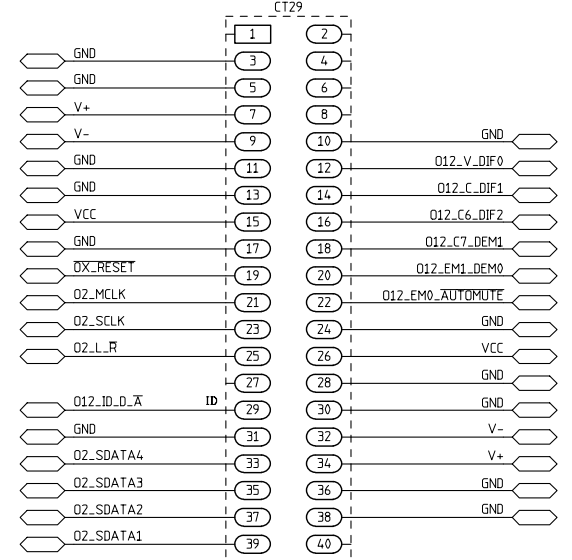 CT29
1 2
GND 3 4
GND 5 6
V+ 7 8
V- 9 10 GND
GND 11 12 O12_V_DIF0
GND 13 14 O12_C_DIF1
VCC 15 16 O12_C6_DIF2
GND 17 18 O12_C7_DEM1
O̅X̅_̅R̅E̅S̅E̅T̅ 19 20 O12_EM1_DEM0
O2_MCLK 21 22 O12_EM0_A̅U̅T̅O̅M̅U̅T̅E̅
O2_SCLK 23 24 GND
O2_L_R̅ 25 26 VCC
27 28 GND
O12_ID_D_A̅ ID 29 30 GND
GND 31 32 V-
O2_SDATA4 33 34 V+
O2_SDATA3 35 36 GND
O2_SDATA2 37 38 GND
O2_SDATA1 39 40